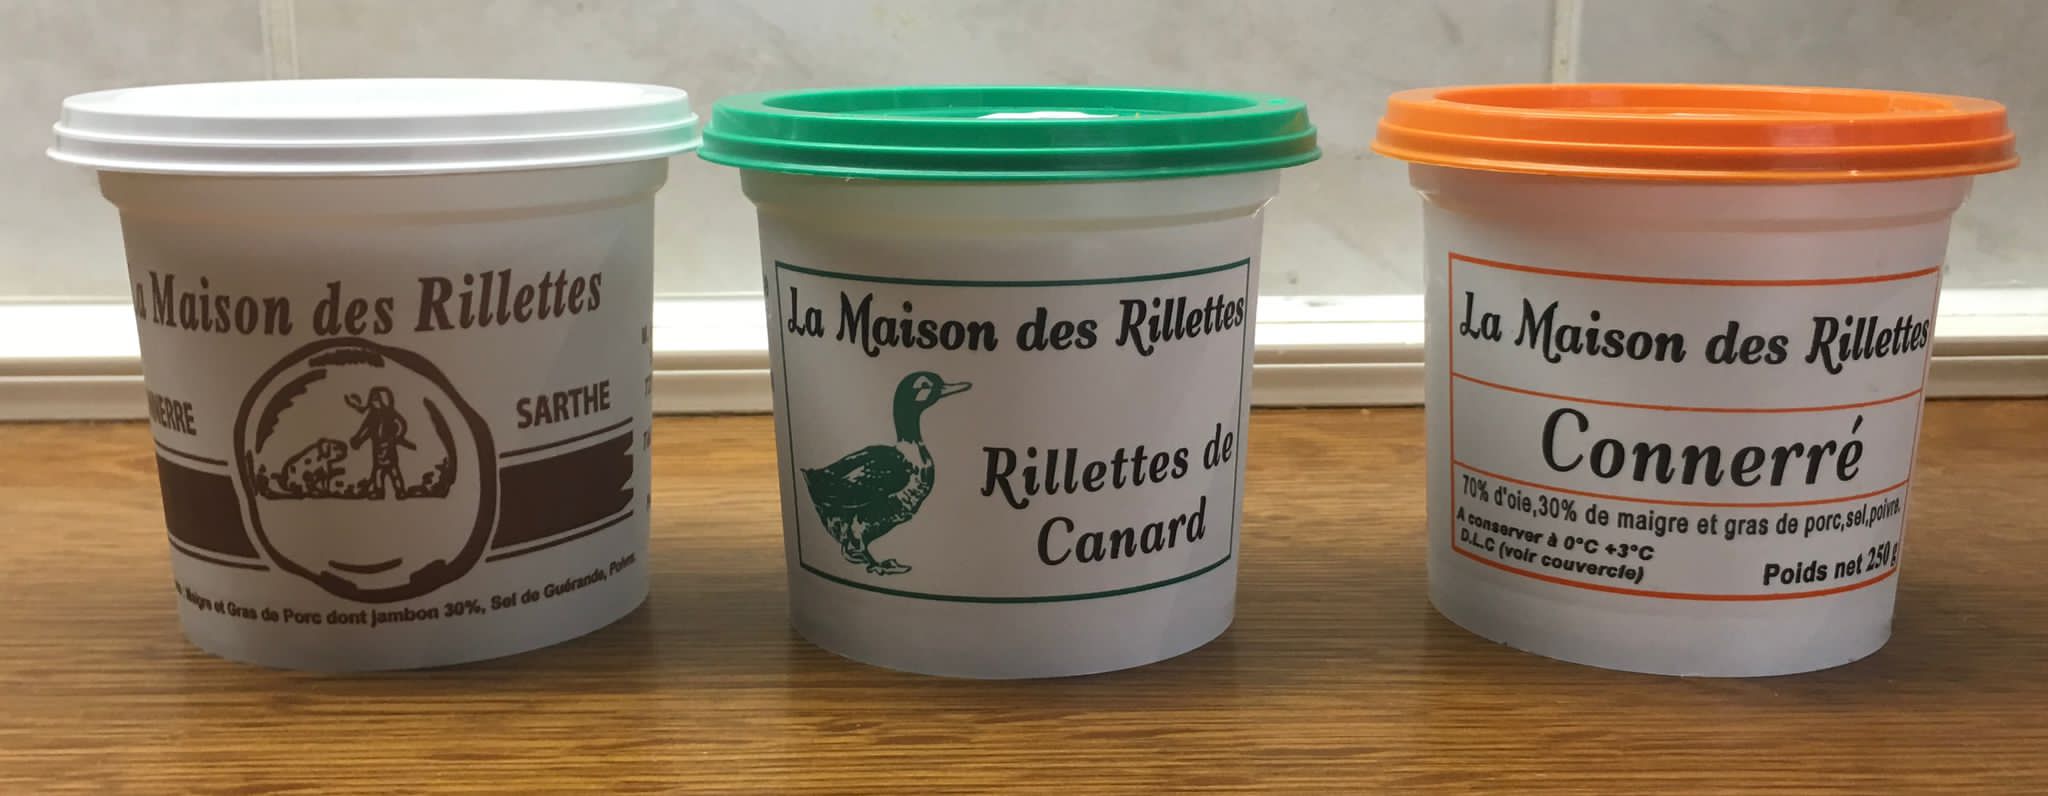 La Maison des Rillettes
SARTHE
Maigre et Gras de Porc dont jambon 30%, Sel de Guérande, Poivre.
La Maison des Rillettes
Rillettes de
Canard
La Maison des Rillettes
Connerré
70% d'oie,30% de maigre et gras de porc,sel,poivre.
A conserver à 0°C +3°C
D.L.C (voir couvercle)
Poids net 250 g